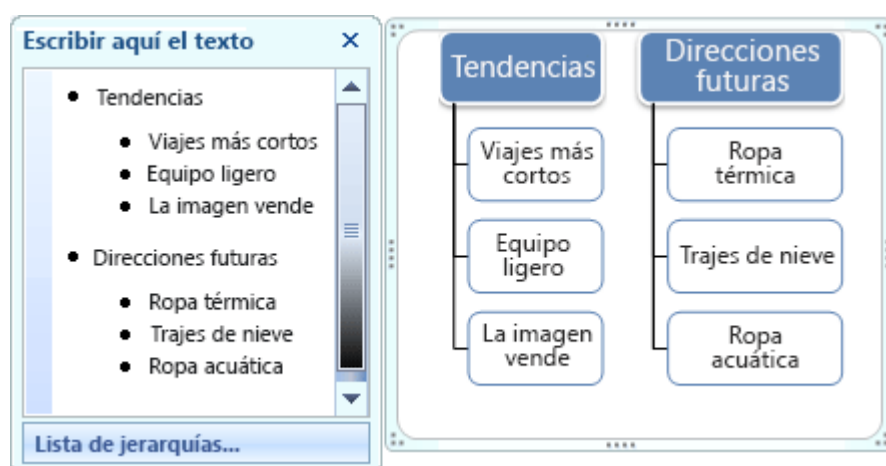 Escribir aquí el texto
Tendencias
Viajes más cortos
Equipo ligero
La imagen vende
Direcciones futuras
Ropa térmica
Trajes de nieve
Ropa acuática
Lista de jerarquías...
Tendencias
Viajes más
cortos
Equipo
ligero
La imagen
vende
Direcciones
futuras
Ropa
térmica
Trajes de nieve
Ropa
acuática